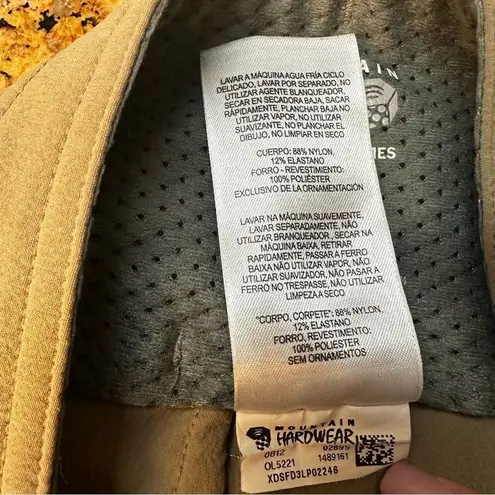 LAVAR A MÁQUINA AGUA FRÍA CICLO
DELICADO, LAVAR POR SEPARADO, NO
UTILIZAR AGENTE BLANQUEADOR,
SECAR EN SECADORA BAJA, SACAR
RÁPIDAMENTE, PLANCHAR BAJA NO
UTILIZAR VAPOR, NO UTILIZAR
SUAVIZANTE, NO PLANCHAR EL
DIBUJO, NO LIMPIAR EN SECO
CUERPO: 88% NYLON,
12% ELASTANO
FORRO - REVESTIMIENTO:
100% POLIÉSTER
EXCLUSIVO DE LA ORNAMENTACIÓN
LAVAR NA MÁQUINA SUAVEMENTE,
LAVAR SEPARADAMENTE, NÃO
UTILIZAR BRANQUEADOR, SECAR NA
MÁQUINA BAIXA, RETIRAR
RAPIDAMENTE, PASSAR A FERRO
BAIXA NÃO UTILIZAR VAPOR, NÃO
UTILIZAR SUAVIZADOR, NÃO PASSAR A
FERRO NO TRESPASSE, NÃO UTILIZAR
LIMPEZA A SECO
"CORPO, CORPETE": 88% NYLON,
12% ELASTANO
FORRO, REVESTIMENTO:
100% POLIESTER
SEM ORNAMENTOS
MOUNTAIN
HARDWEAR
0812 02895
OL5221 1489161
XDSFD3LP02246